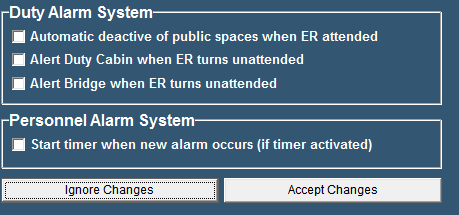 Duty Alarm System
Automatic deactive of public spaces when ER attended
Alert Duty Cabin when ER turns unattended
Alert Bridge when ER turns unattended
Personnel Alarm System
Start timer when new alarm occurs (if timer activated)
Ignore Changes
Accept Changes